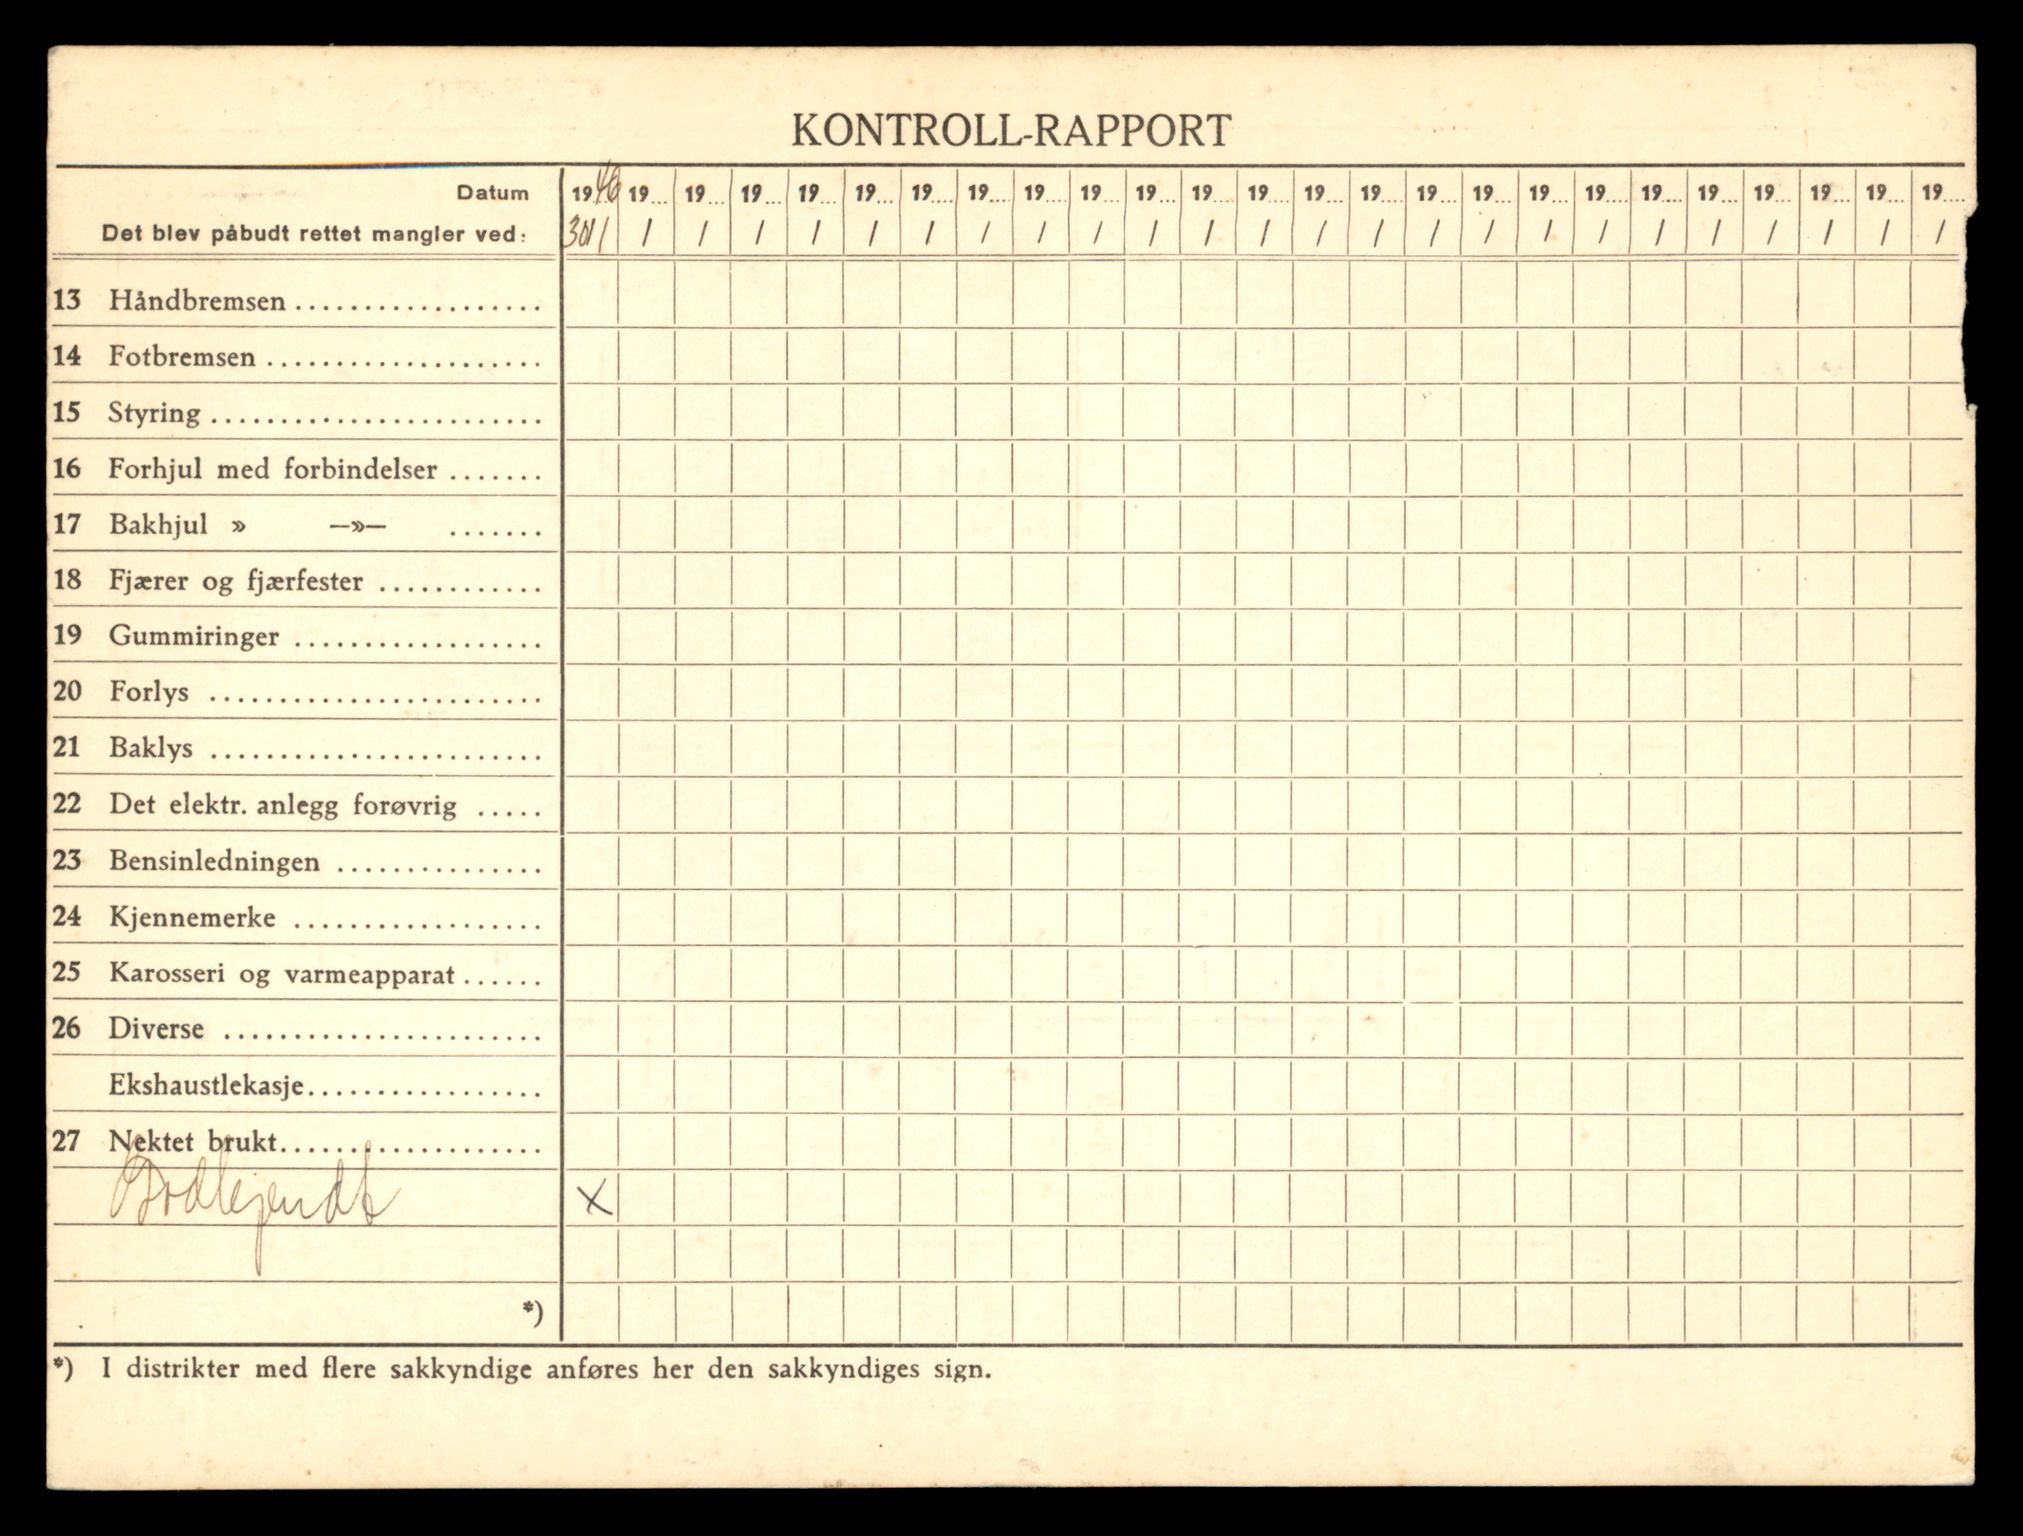 KONTROLL-RAPPORT
Datum 1946 19.... 19.... 19.... 19.... 19.... 19.... 19.... 19.... 19.... 19.... 19.... 19.... 19.... 19.... 19.... 19.... 19.... 19.... 19.... 19.... 19.... 19.... 19.... 19....
Det blev påbudt rettet mangler ved: / / / / / / / / / / / / / / / / / / / / / / / / /
13 Håndbremsen
14 Fotbremsen
15 Styring
16 Forhjul med forbindelser
17 Bakhjul » —»—
18 Fjærer og fjærfester
19 Gummiringer
20 Forlys
21 Baklys
22 Det elektr. anlegg forøvrig
23 Bensinledningen
24 Kjennemerke
25 Karosseri og varmeapparat
26 Diverse
Ekshaustlekasje
27 Nektet brukt
Godkjendt X
*)
*) I distrikter med flere sakkyndige anføres her den sakkyndiges sign.